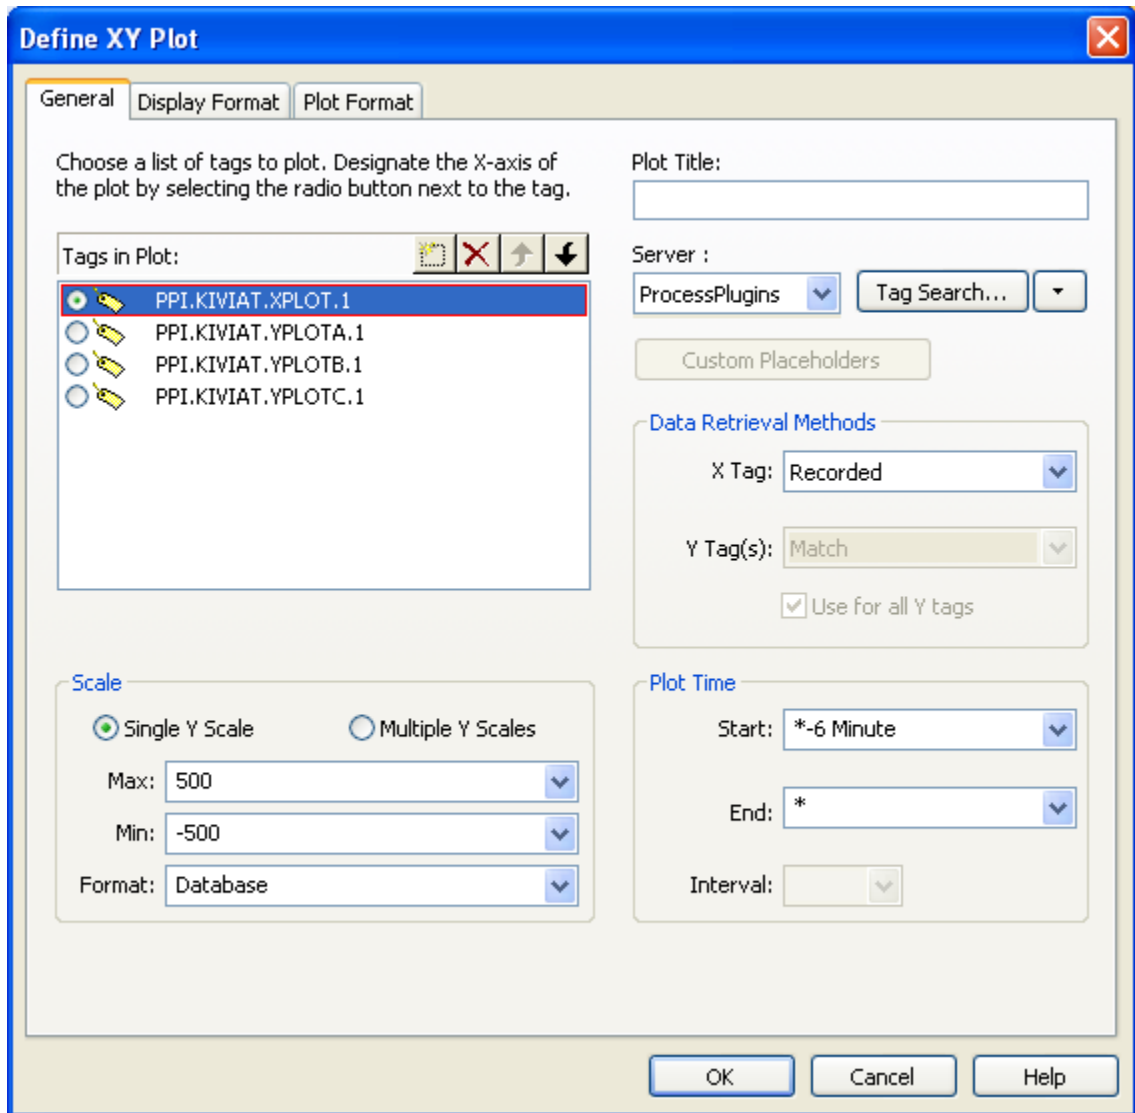 Define XY Plot
General
Display Format
Plot Format
Choose a list of tags to plot. Designate the X-axis of
the plot by selecting the radio button next to the tag.
Tags in Plot:
PPI.KIVIAT.XPLOT.1
PPI.KIVIAT.YPLOTA.1
PPI.KIVIAT.YPLOTB.1
PPI.KIVIAT.YPLOTC.1
Plot Title:
Server :
ProcessPlugins
Tag Search...
Custom Placeholders
Data Retrieval Methods
X Tag: Recorded
Y Tag(s): Match
Use for all Y tags
Scale
Single Y Scale
Multiple Y Scales
Max: 500
Min: -500
Format: Database
Plot Time
Start: *-6 Minute
End: *
Interval:
OK
Cancel
Help